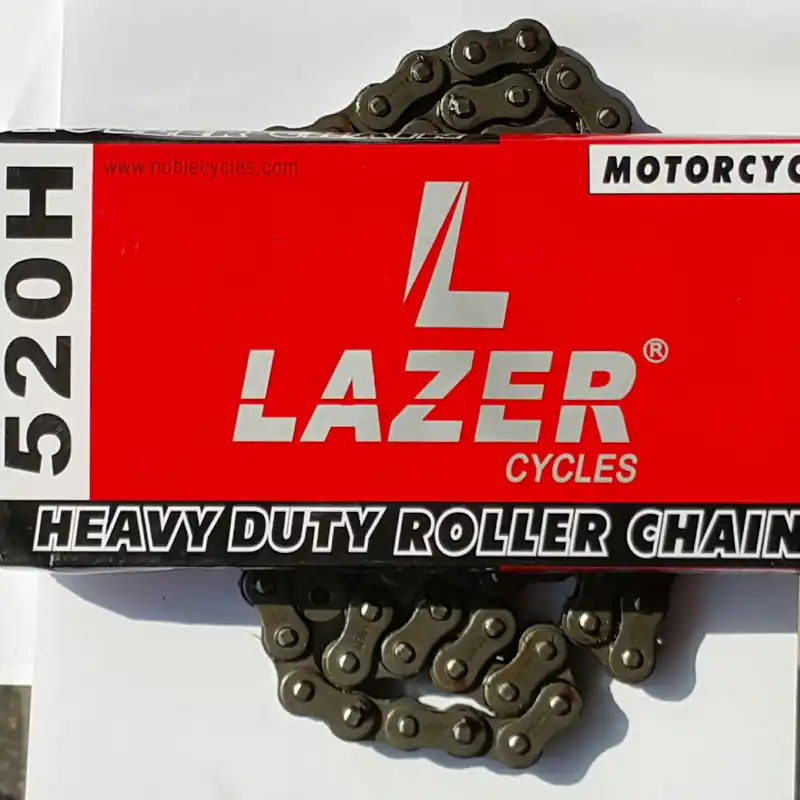 520H
www.noblecycles.com
MOTORCYC
L
LAZER®
CYCLES
HEAVY DUTY ROLLER CHAIN